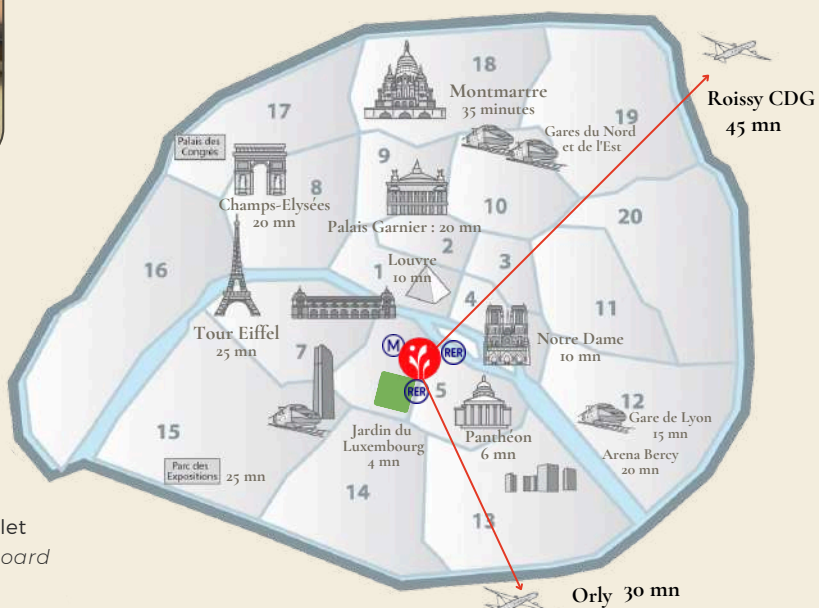 18
Montmartre
35 minutes
17
19
Roissy CDG
45 mn
Palais des
Congrès
Gares du Nord
et de l'Est
9
8
Champs-Elysées
20 mn
10
Palais Garnier : 20 mn
20
2
3
16
1
Louvre
10 mn
4
11
Tour Eiffel
25 mn
7
M
RER
Notre Dame
10 mn
RER
5
12
Gare de Lyon
15 mn
15
Jardin du
Luxembourg
4 mn
Panthéon
6 mn
Arena Bercy
20 mn
Parc des
Expositions
25 mn
14
13
let
oard
Orly 30 mn